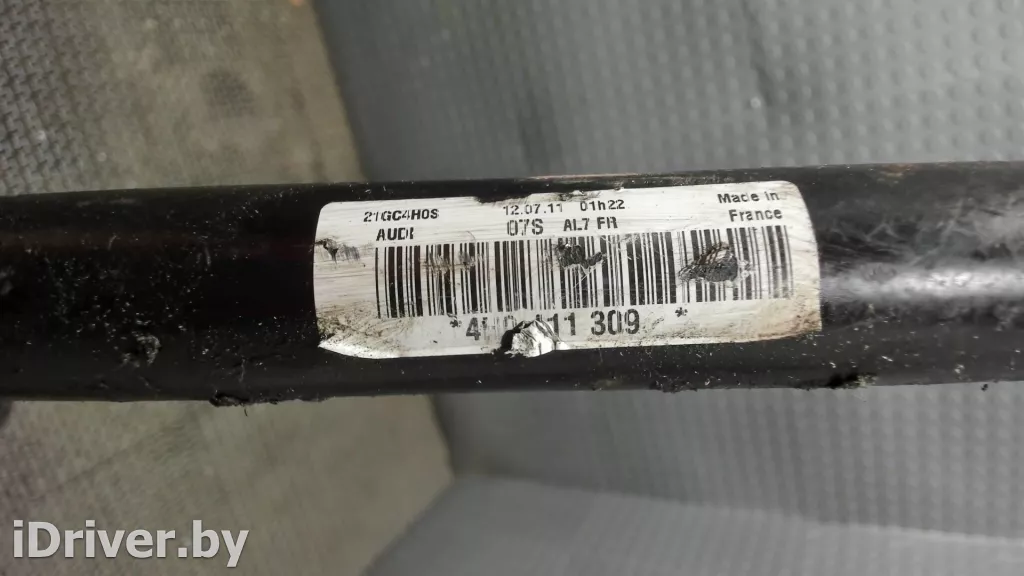 21GC4H0S 12.07.11 01h22 Made in
AUDI 07S AL7 FR France
309 *
iDriver.by